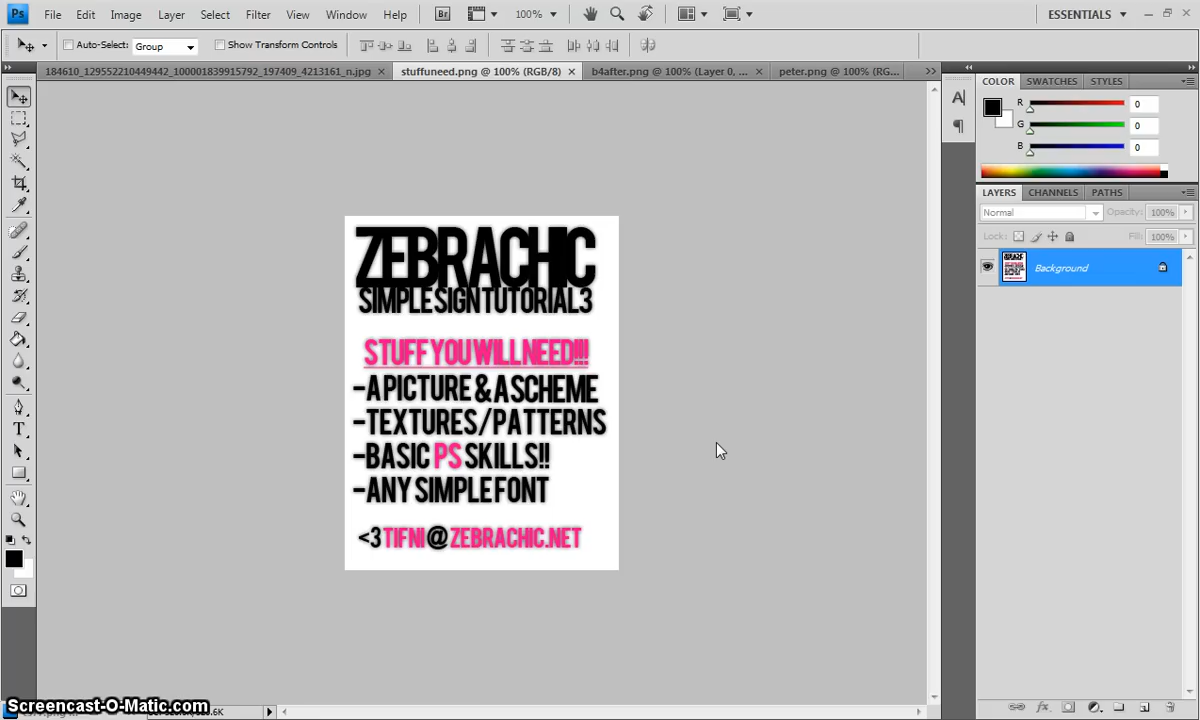 Ps File Edit Image Layer Select Filter View Window Help Br 100% ESSENTIALS
Auto-Select: Group Show Transform Controls
184610_129552210449442_100001839915792_197409_4213161_n.jpg stuffuneed.png @ 100% (RGB/8) b4after.png @ 100% (Layer 0, ... peter.png @ 100% (RG...
COLOR SWATCHES STYLES
R 0
G 0
B 0
LAYERS CHANNELS PATHS
Normal Opacity: 100%
Lock: Fill: 100%
Background
ZEBRACHIC
SIMPLE SIGN TUTORIAL 3
STUFF YOU WILL NEED!!!
-A PICTURE & A SCHEME
-TEXTURES/PATTERNS
-BASIC PS SKILLS!!
-ANY SIMPLE FONT
<3 TIFNI@ZEBRACHIC.NET
Screencast-O-Matic.com